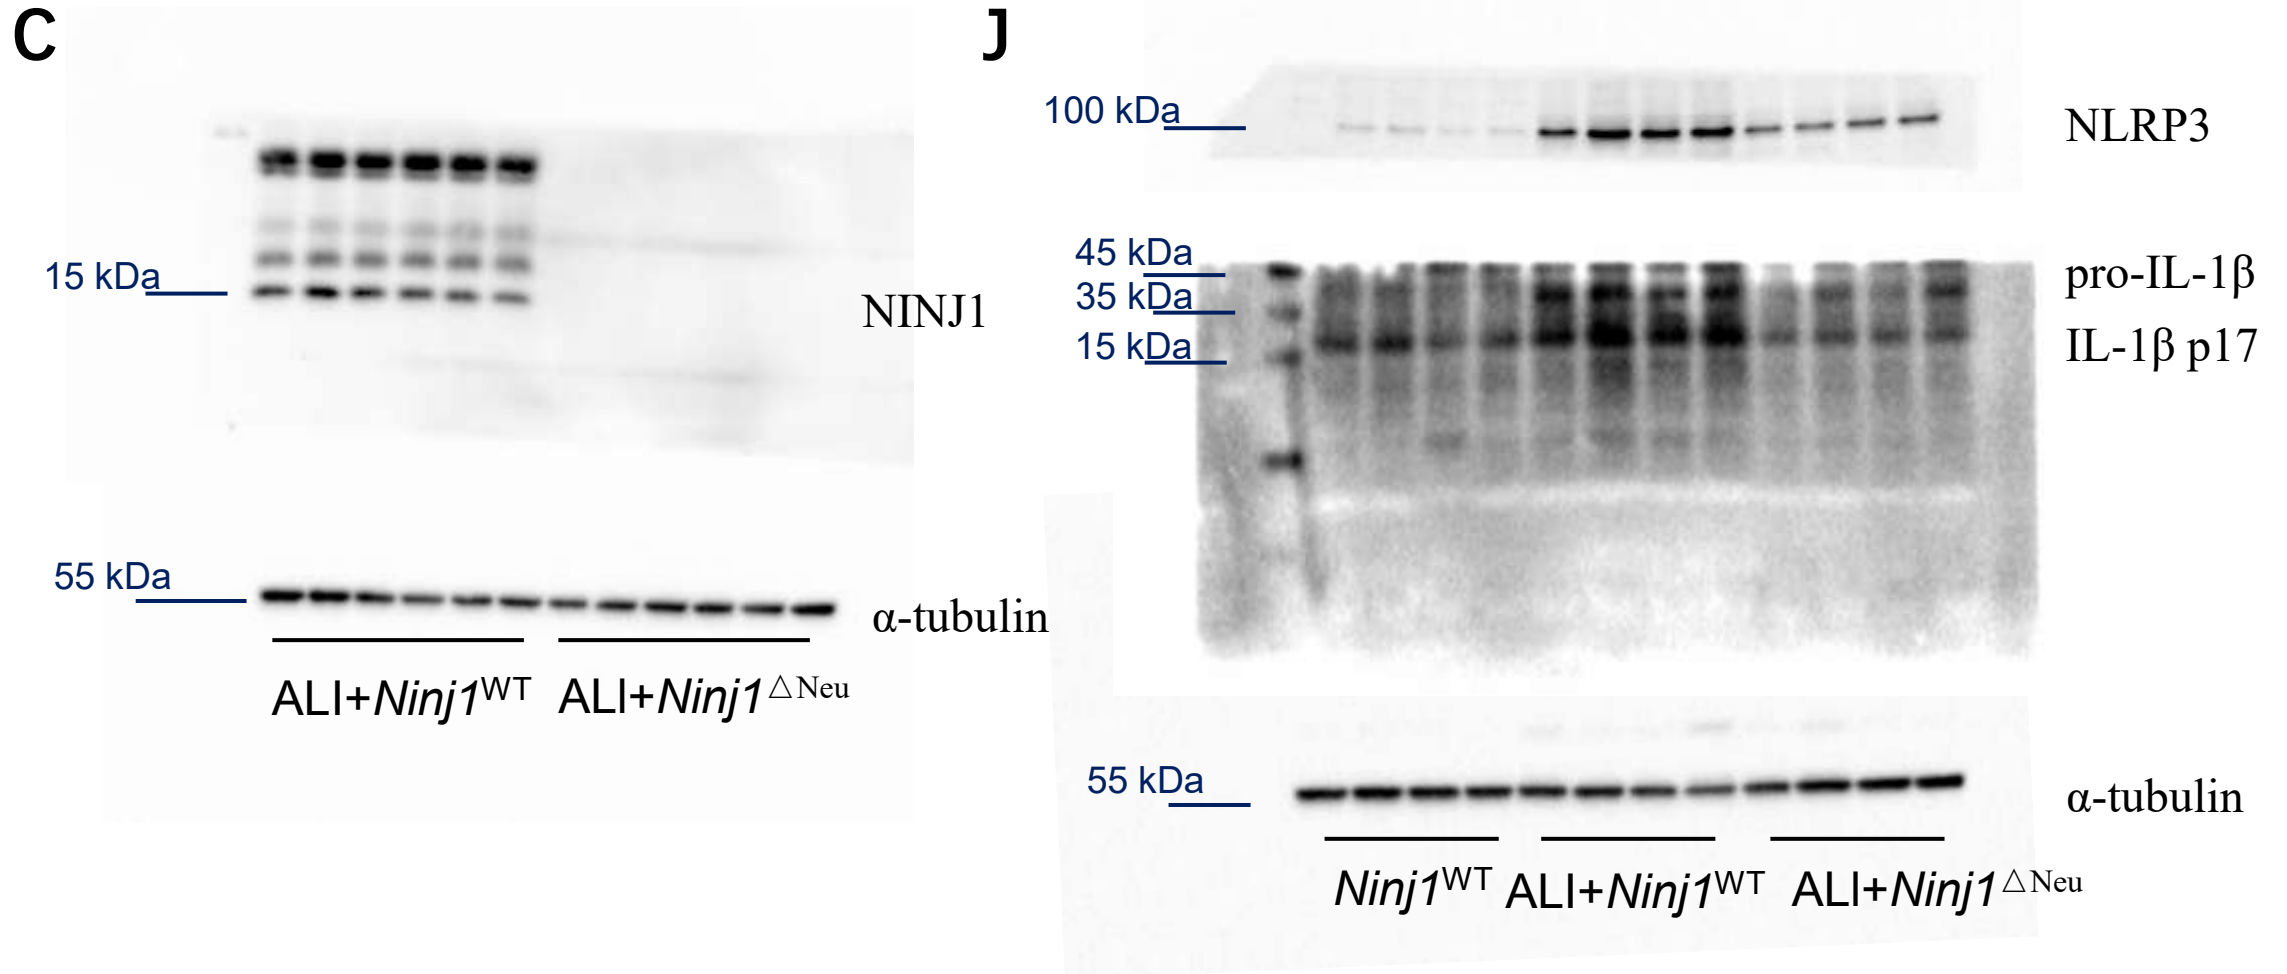 C
15 kDa
NINJ1
55 kDa
α-tubulin
ALI+Ninj1WT ALI+Ninj1△Neu
J
100 kDa
NLRP3
45 kDa
pro-IL-1β
35 kDa
15 kDa
IL-1β p17
55 kDa
α-tubulin
Ninj1WT ALI+Ninj1WT ALI+Ninj1△Neu